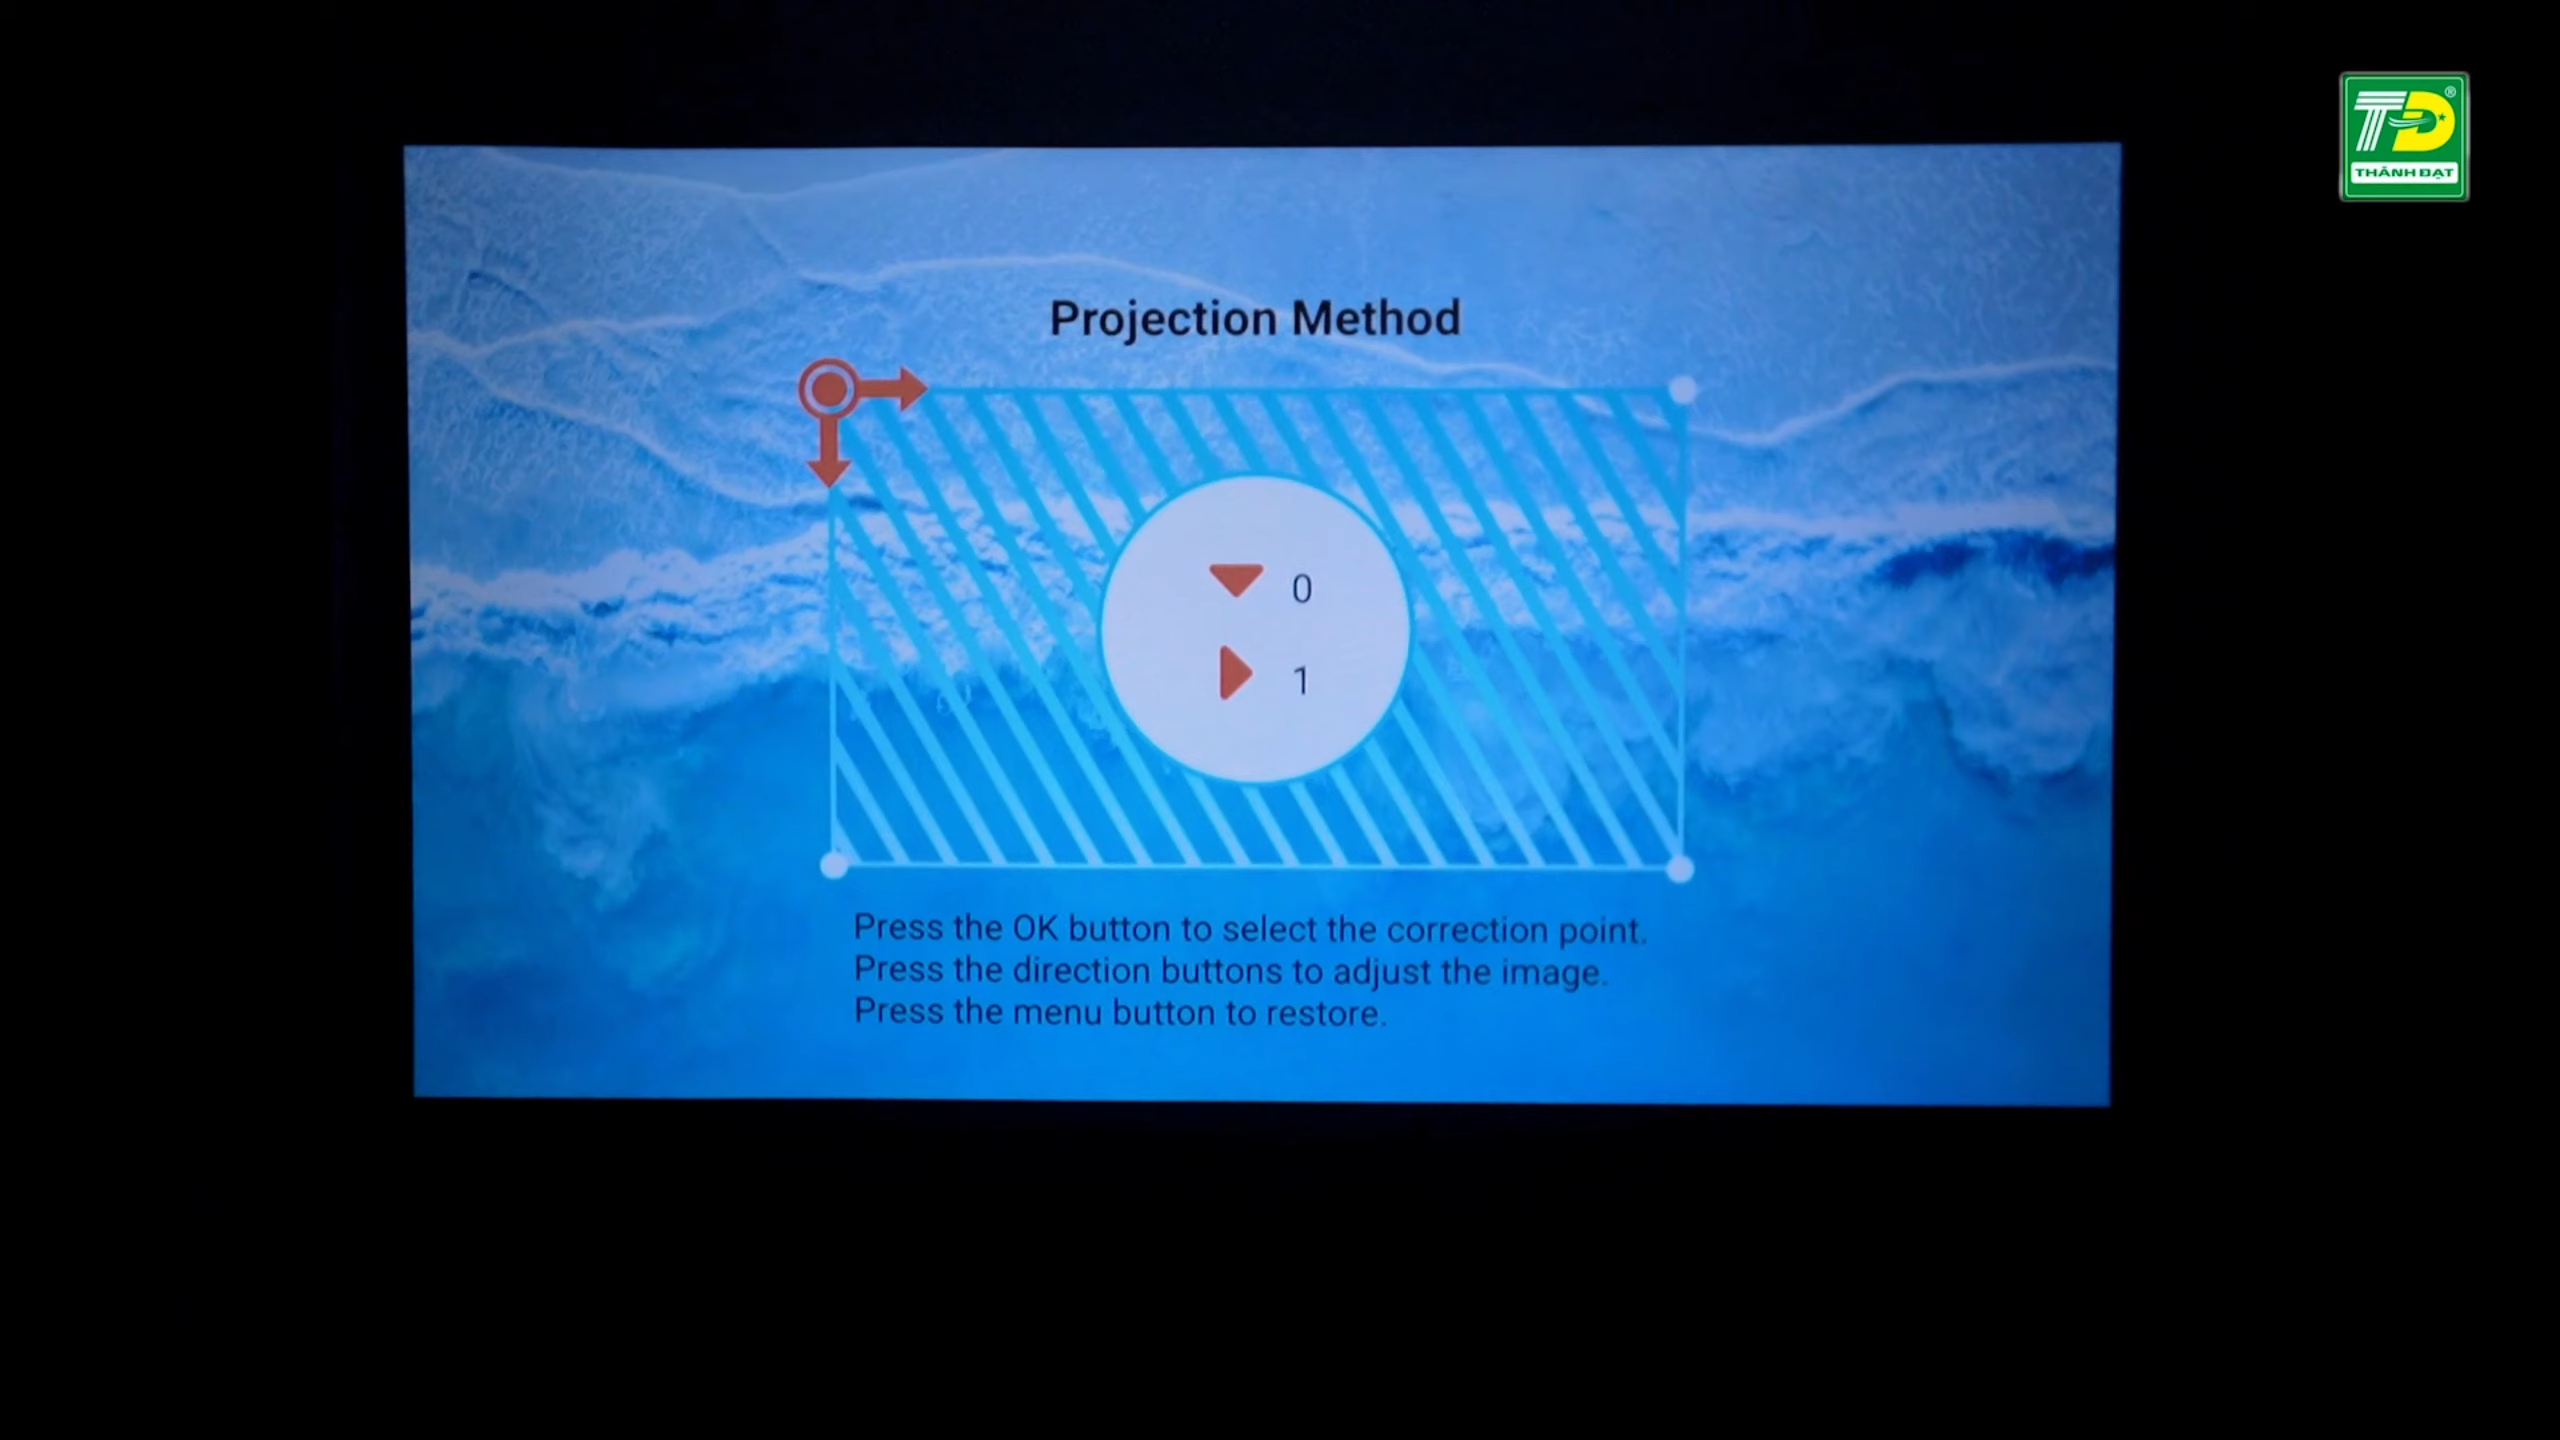 TD®
THÀNH ĐẠT
Projection Method
0
1
Press the OK button to select the correction point.
Press the direction buttons to adjust the image.
Press the menu button to restore.